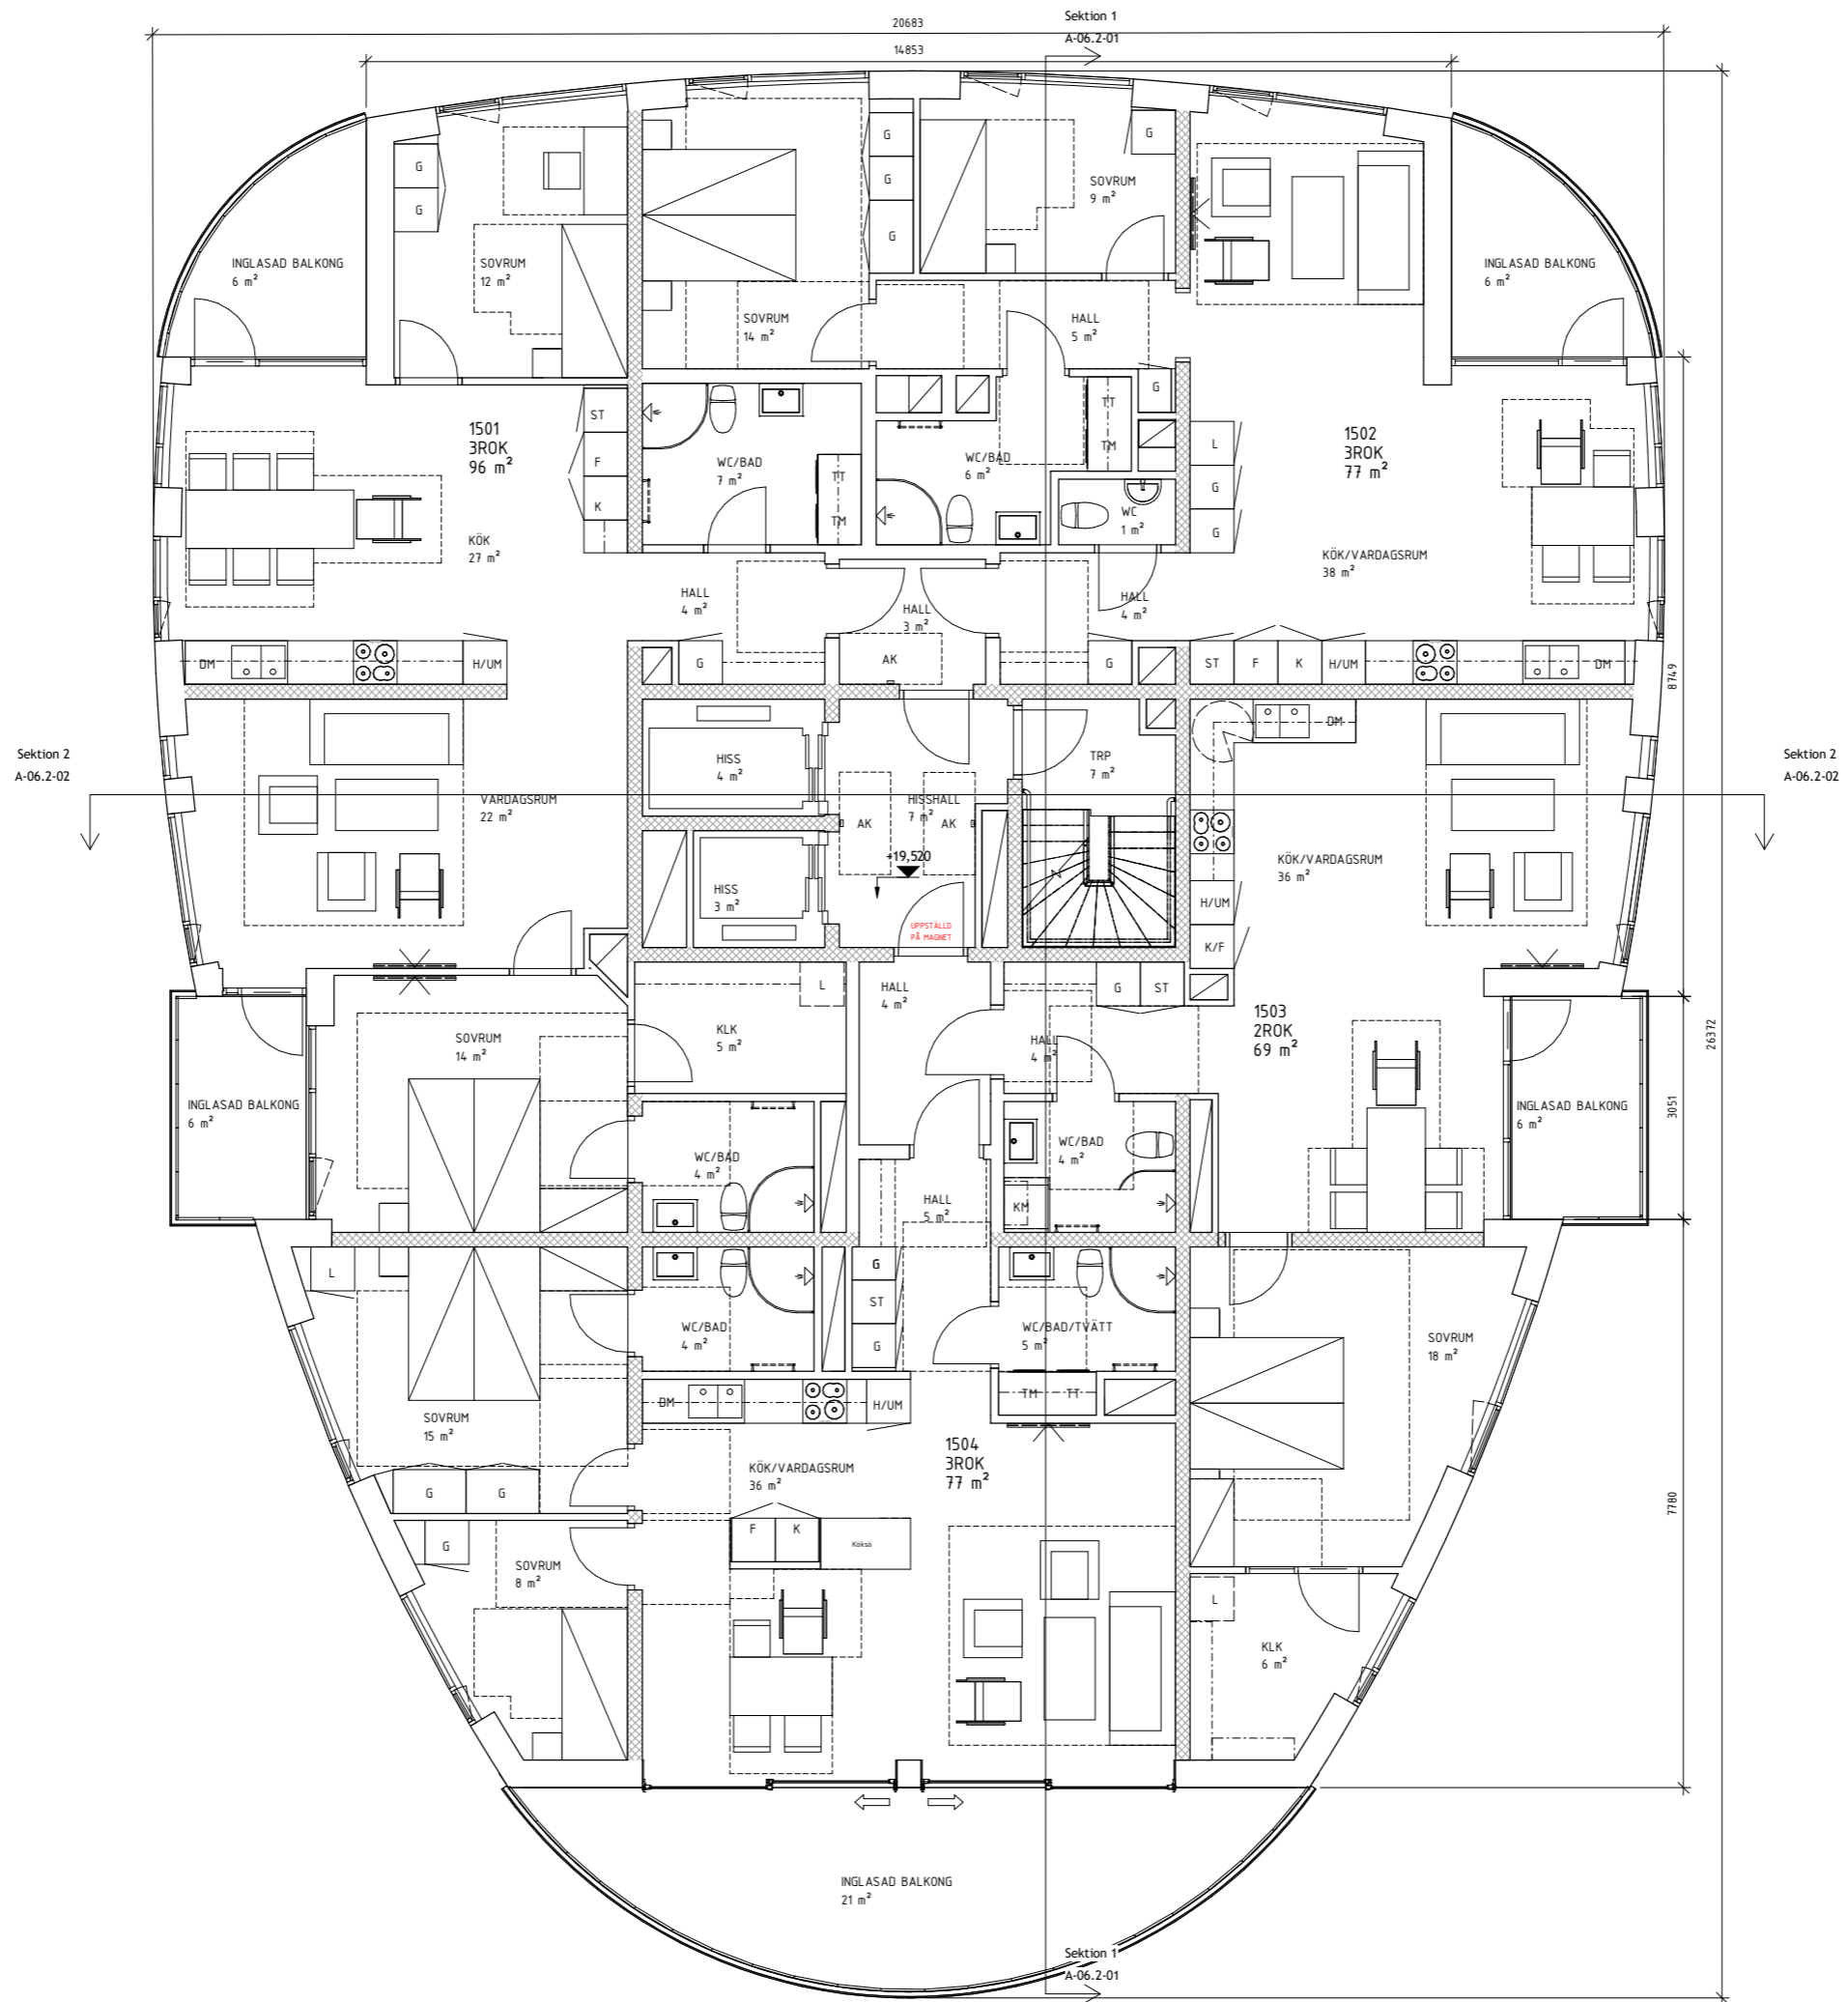 Sektion 1
A-06.2-01
20683
14853
INGLASAD BALKONG
6 m²
G
G
SOVRUM
12 m²
G
G
G
SOVRUM
14 m²
SOVRUM
9 m²
G
HALL
5 m²
INGLASAD BALKONG
6 m²
1501
3ROK
96 m²
ST
F
K
KÖK
27 m²
WC/BAD
7 m²
TT
TM
WC/BAD
6 m²
TT
TM
G
WC
1 m²
L
G
G
1502
3ROK
77 m²
KÖK/VARDAGSRUM
38 m²
HALL
4 m²
HALL
3 m²
HALL
4 m²
DM
H/UM
G
AK
G
ST
F
K
H/UM
DM
8749
Sektion 2
A-06.2-02
VARDAGSRUM
22 m²
HISS
4 m²
HISS
3 m²
HISSHALL
7 m²
AK
AK
+19,520
UPPSTÄLLD
PÅ MAGNET
TRP
7 m²
DM
H/UM
K/F
KÖK/VARDAGSRUM
36 m²
Sektion 2
A-06.2-02
INGLASAD BALKONG
6 m²
SOVRUM
14 m²
KLK
5 m²
L
HALL
4 m²
HALL
4 m²
G
ST
1503
2ROK
69 m²
INGLASAD BALKONG
6 m²
26372
3051
WC/BAD
4 m²
WC/BAD
4 m²
KM
HALL
5 m²
L
SOVRUM
15 m²
G
G
WC/BAD
4 m²
G
ST
G
WC/BAD/TVÄTT
5 m²
TM
TT
SOVRUM
18 m²
DM
H/UM
1504
3ROK
77 m²
KÖK/VARDAGSRUM
36 m²
F
K
Köksö
G
SOVRUM
8 m²
L
KLK
6 m²
7780
INGLASAD BALKONG
21 m²
Sektion 1
A-06.2-01